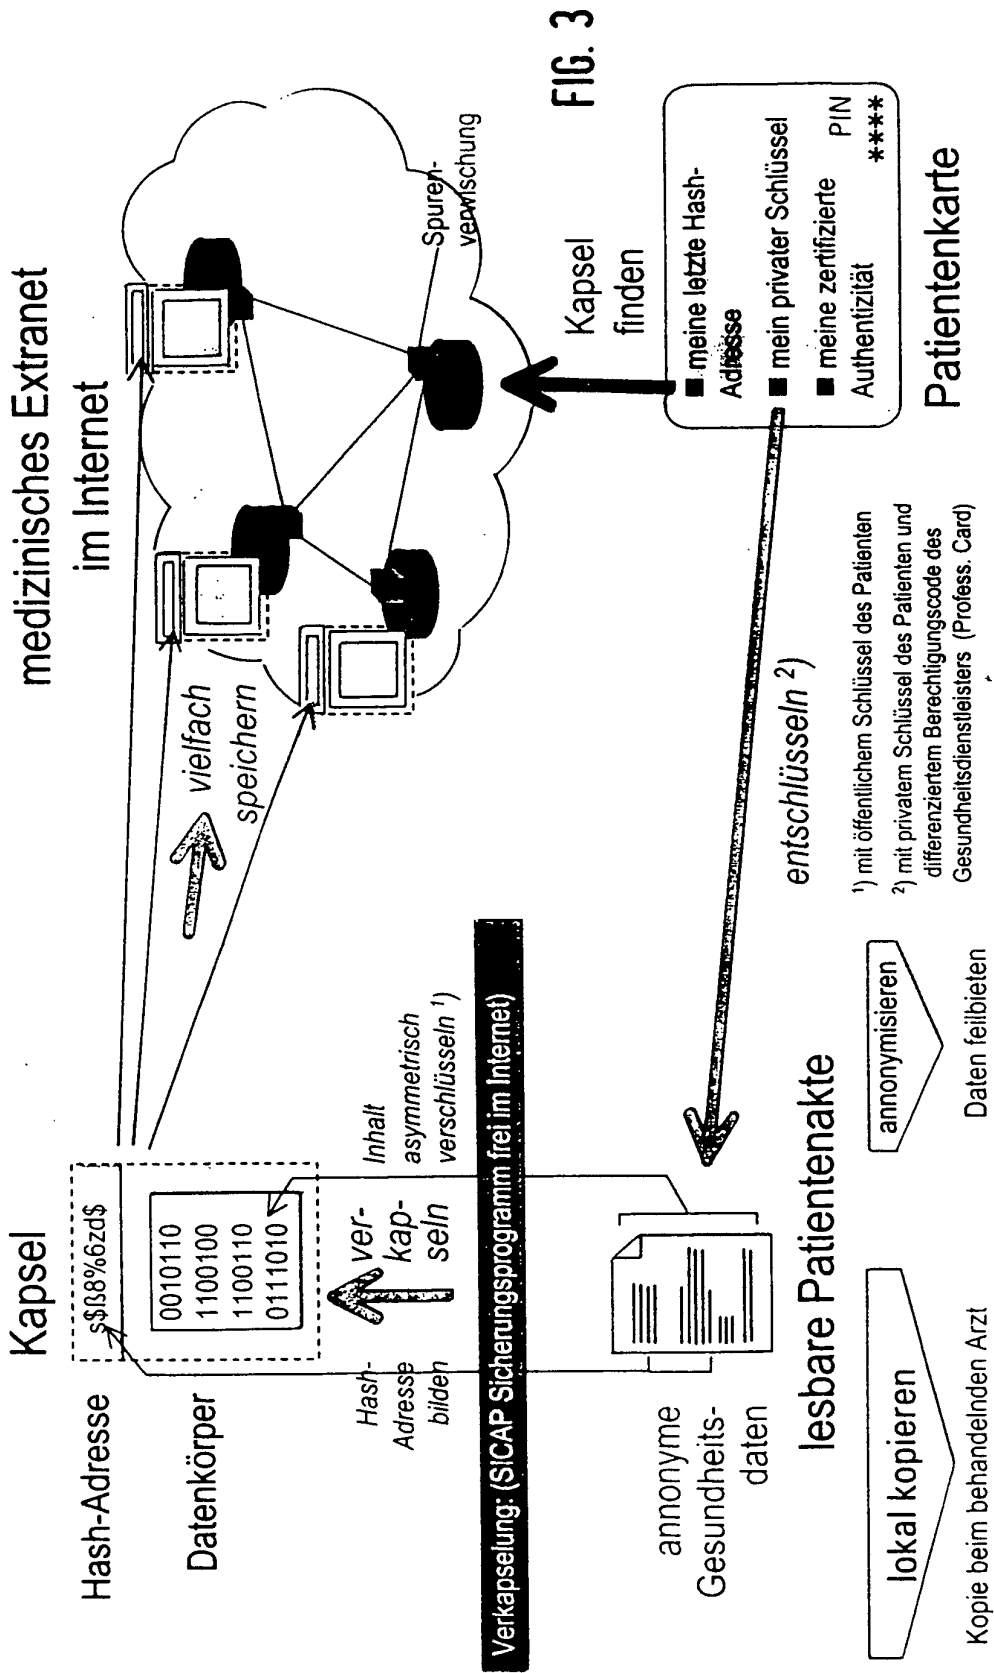 Kapsel
medizinisches Extranet
im Internet
Hash-Adresse
s$ß8%6zd$
Datenkörper
0010110
1100100
1100110
0111010
vielfach
speichern
Spuren-
verwischung
Hash-
Adresse
bilden
ver-
kap-
seln
Inhalt
asymmetrisch
verschlüsseln ¹)
Verkapselung: (SICAP Sicherungsprogramm frei im Internet)
Kapsel
finden
FIG. 3
annonyme
Gesundheits-
daten
lesbare Patientenakte
entschlüsseln ²)
meine letzte Hash-
Adresse
mein privater Schlüssel
meine zertifizierte
Authentizität
PIN
****
Patientenkarte
lokal kopieren
Kopie beim behandelnden Arzt
annonymisieren
Daten feilbieten
¹) mit öffentlichem Schlüssel des Patienten
²) mit privatem Schlüssel des Patienten und
differenziertem Berechtigungscode des
Gesundheitsdienstleisters (Profess. Card)